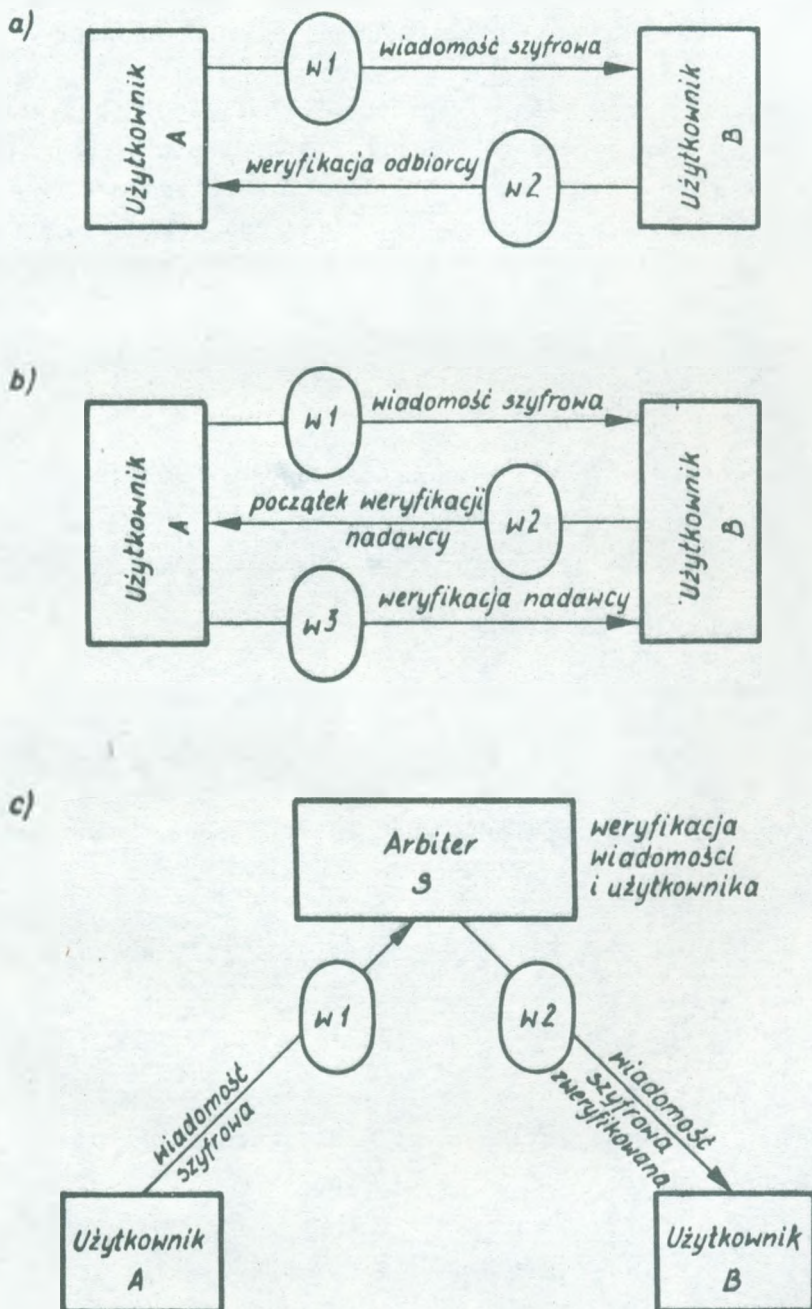 a)
Użytkownik
A
w1
wiadomość szyfrowa
weryfikacja odbiorcy
w2
Użytkownik
B
b)
Użytkownik
A
w1
wiadomość szyfrowa
początek weryfikacji
nadawcy
w2
w3
weryfikacja nadawcy
Użytkownik
B
c)
Arbiter
S
weryfikacja
wiadomości
i użytkownika
w1
w2
wiadomość
szyfrowa
wiadomość
szyfrowa
zweryfikowana
Użytkownik
A
Użytkownik
B